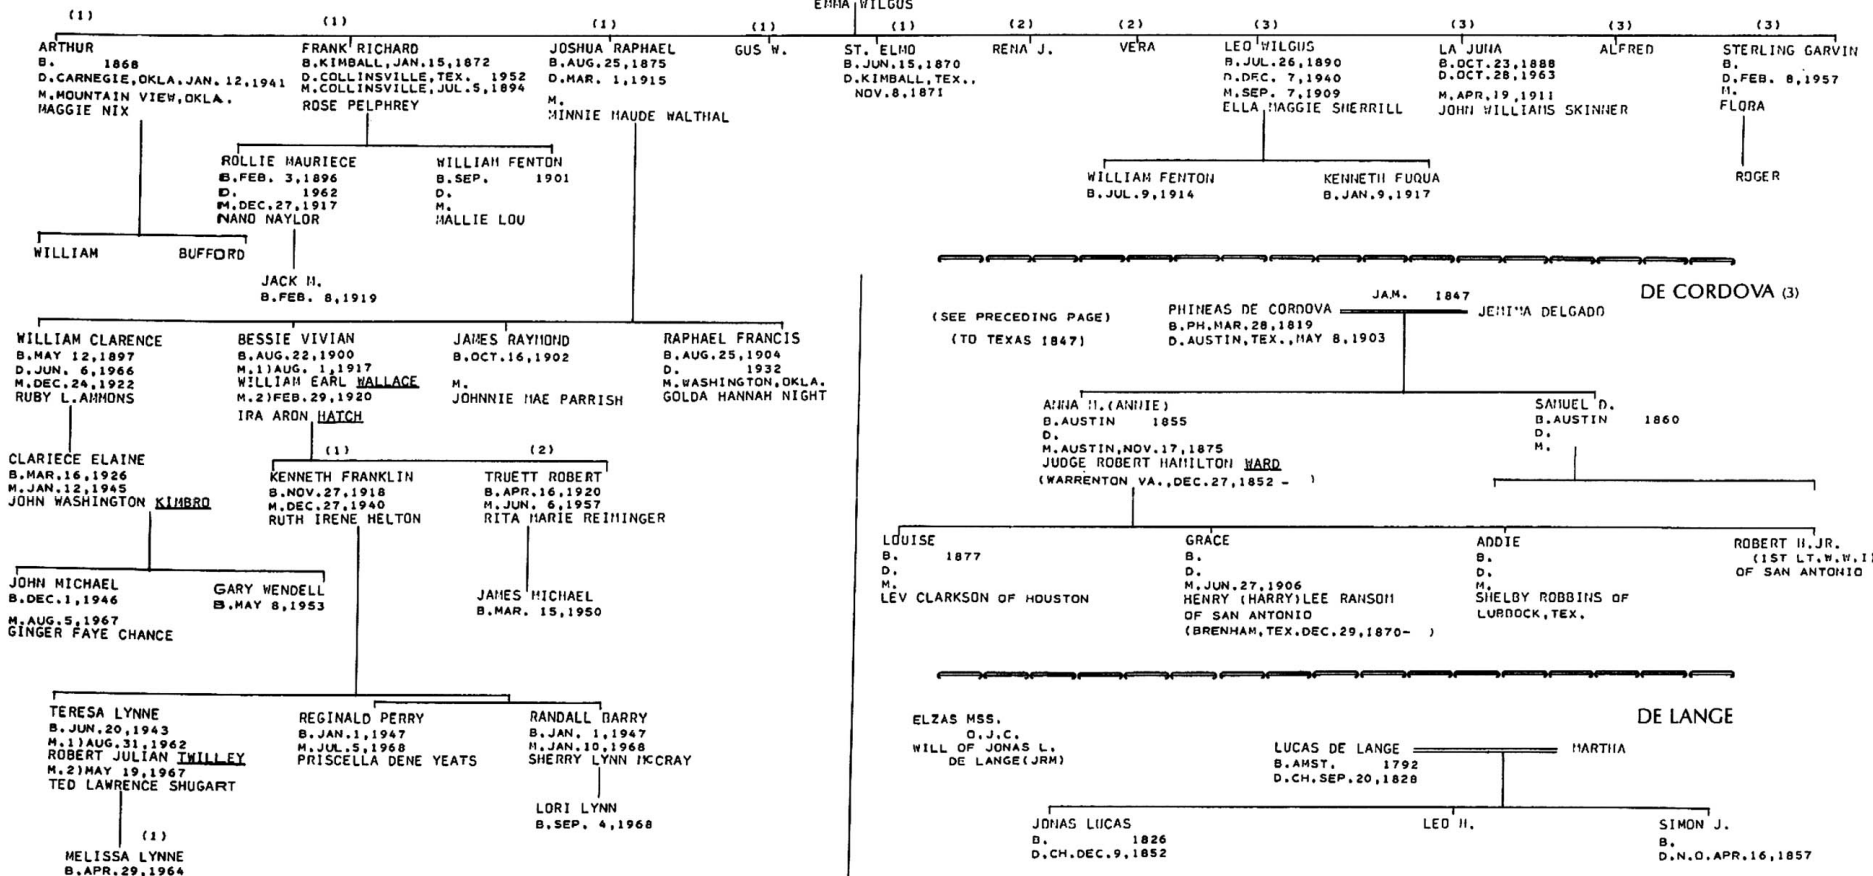 EMMA WILGUS
(1)
(1)
(1)
(1)
(1)
(2)
(2)
(3)
(3)
(3)
(3)
ARTHUR
B. 1868
D.CARNEGIE,OKLA.JAN.12,1941
M.MOUNTAIN VIEW,OKLA.
MAGGIE NIX
FRANK RICHARD
B.KIMBALL,JAN.15,1872
D.COLLINSVILLE,TEX. 1952
M.COLLINSVILLE,JUL.5,1894
ROSE PELPHREY
JOSHUA RAPHAEL
B.AUG.25,1875
D.MAR. 1,1915
M.
MINNIE MAUDE WALTHAL
GUS W.
ST. ELMO
B.JUN.15,1870
D.KIMBALL,TEX.,
NOV.8,1871
RENA J.
VERA
LEO WILGUS
B.JUL.26,1890
D.DEC. 7,1940
M.SEP. 7,1909
ELLA MAGGIE SHERRILL
LA JUNA
B.OCT.23,1888
D.OCT.28,1963
M.APR.19,1911
JOHN WILLIAMS SKINNER
ALFRED
STERLING GARVIN
B.
D.FEB. 8,1957
M.
FLORA
ROLLIE MAURIECE
B.FEB. 3,1896
D. 1962
M.DEC.27,1917
NANO NAYLOR
WILLIAM FENTON
B.SEP. 1901
D.
M.
MALLIE LOU
WILLIAM FENTON
B.JUL.9,1914
KENNETH FUQUA
B.JAN.9,1917
ROGER
WILLIAM
BUFFORD
JACK M.
B.FEB. 8,1919
WILLIAM CLARENCE
B.MAY 12,1897
D.JUN. 6,1966
M.DEC.24,1922
RUBY L.AMMONS
BESSIE VIVIAN
B.AUG.22,1900
M.1)AUG. 1,1917
WILLIAM EARL WALLACE
M.2)FEB.29,1920
IRA ARON HATCH
JAMES RAYMOND
B.OCT.16,1902
M.
JOHNNIE MAE PARRISH
RAPHAEL FRANCIS
B.AUG.25,1904
D. 1932
M.WASHINGTON,OKLA.
GOLDA HANNAH NIGHT
CLARIECE ELAINE
B.MAR.16,1926
M.JAN.12,1945
JOHN WASHINGTON KIMBRO
(1)
KENNETH FRANKLIN
B.NOV.27,1918
M.DEC.27,1940
RUTH IRENE HELTON
(2)
TRUETT ROBERT
B.APR.16,1920
M.JUN. 6,1957
RITA MARIE REIMINGER
JOHN MICHAEL
B.DEC.1,1946
M.AUG.5,1967
GINGER FAYE CHANCE
GARY WENDELL
B.MAY 8,1953
JAMES MICHAEL
B.MAR. 15,1950
TERESA LYNNE
B.JUN.20,1943
M.1)AUG.31,1962
ROBERT JULIAN TWILLEY
M.2)MAY 19,1967
TED LAWRENCE SHUGART
REGINALD PERRY
B.JAN.1,1947
M.JUL.5,1968
PRISCELLA DENE YEATS
RANDALL BARRY
B.JAN. 1,1947
M.JAN.10,1968
SHERRY LYNN MCCRAY
LORI LYNN
B.SEP. 4,1968
(1)
MELISSA LYNNE
B.APR.29,1964
DE CORDOVA (3)
(SEE PRECEDING PAGE)
(TO TEXAS 1847)
PHINEAS DE CORDOVA
B.PH.MAR.28,1819
D.AUSTIN,TEX.,MAY 8,1903
JA.M. 1847
JEMIMA DELGADO
ANNA M.(ANNIE)
B.AUSTIN 1855
D.
M.AUSTIN,NOV.17,1875
JUDGE ROBERT HAMILTON WARD
(WARRENTON VA.,DEC.27,1852 - )
SAMUEL D.
B.AUSTIN 1860
D.
M.
LOUISE
B. 1877
D.
M.
LEV CLARKSON OF HOUSTON
GRACE
B.
D.
M.JUN.27,1906
HENRY (HARRY)LEE RANSOM
OF SAN ANTONIO
(BRENHAM,TEX.DEC.29,1870- )
ADDIE
B.
D.
M.
SHELBY ROBBINS OF
LUBBOCK,TEX.
ROBERT H.JR.
(1ST LT.W.W.I)
OF SAN ANTONIO
DE LANGE
ELZAS MSS.
O.J.C.
WILL OF JONAS L.
DE LANGE(JRM)
LUCAS DE LANGE
B.AMST. 1792
D.CH.SEP.20,1828
MARTHA
JONAS LUCAS
B. 1826
D.CH.DEC.9,1852
LEO H.
SIMON J.
B.
D.N.O.APR.16,1857